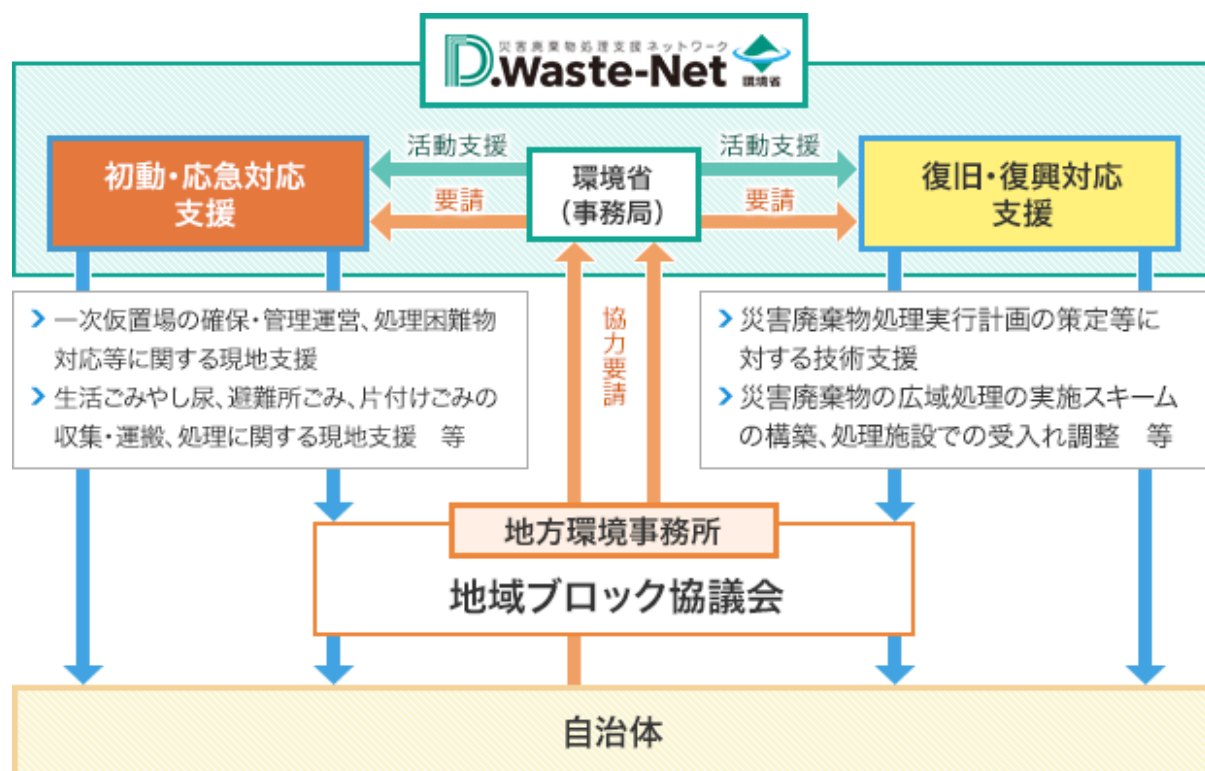 災害廃棄物処理支援ネットワーク
D.Waste-Net
環境省
初動・応急対応
支援
活動支援
要請
環境省
（事務局）
活動支援
要請
復旧・復興対応
支援
一次仮置場の確保・管理運営、処理困難物
対応等に関する現地支援
生活ごみやし尿、避難所ごみ、片付けごみの
収集・運搬、処理に関する現地支援　等
協力要請
災害廃棄物処理実行計画の策定等に
対する技術支援
災害廃棄物の広域処理の実施スキーム
の構築、処理施設での受入れ調整　等
地方環境事務所
地域ブロック協議会
自治体